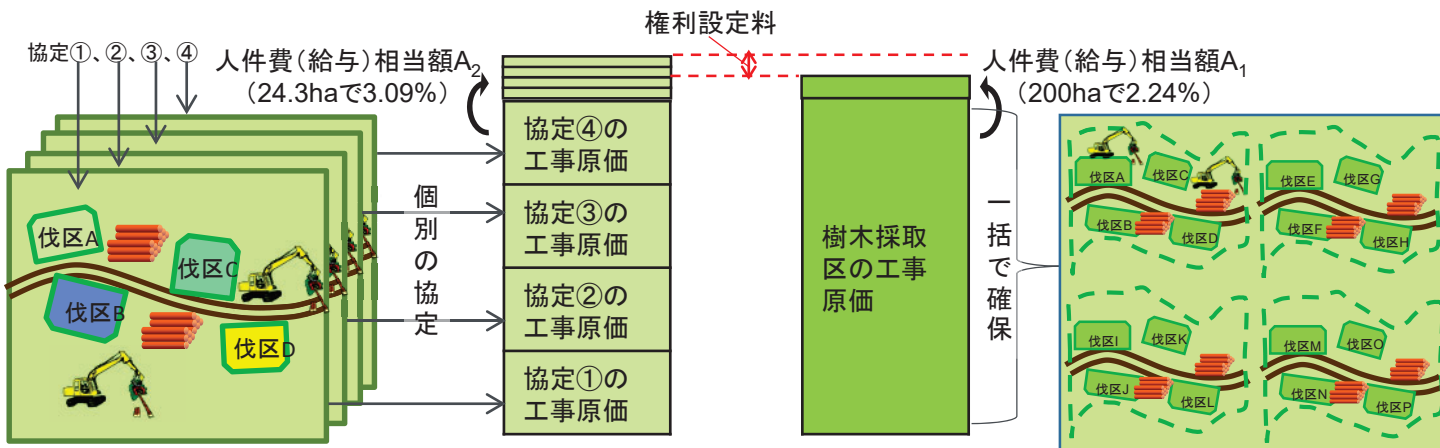 権利設定料
協定①、②、③、④
人件費(給与)相当額A2
(24.3haで3.09%)
人件費(給与)相当額A1
(200haで2.24%)
伐区A
伐区C
伐区B
伐区D
個別の協定
協定④の
工事原価
協定③の
工事原価
協定②の
工事原価
協定①の
工事原価
樹木採取
区の工事
原価
一括で確保
伐区A
伐区C
伐区B
伐区D
伐区E
伐区G
伐区F
伐区H
伐区I
伐区K
伐区J
伐区L
伐区M
伐区O
伐区N
伐区P